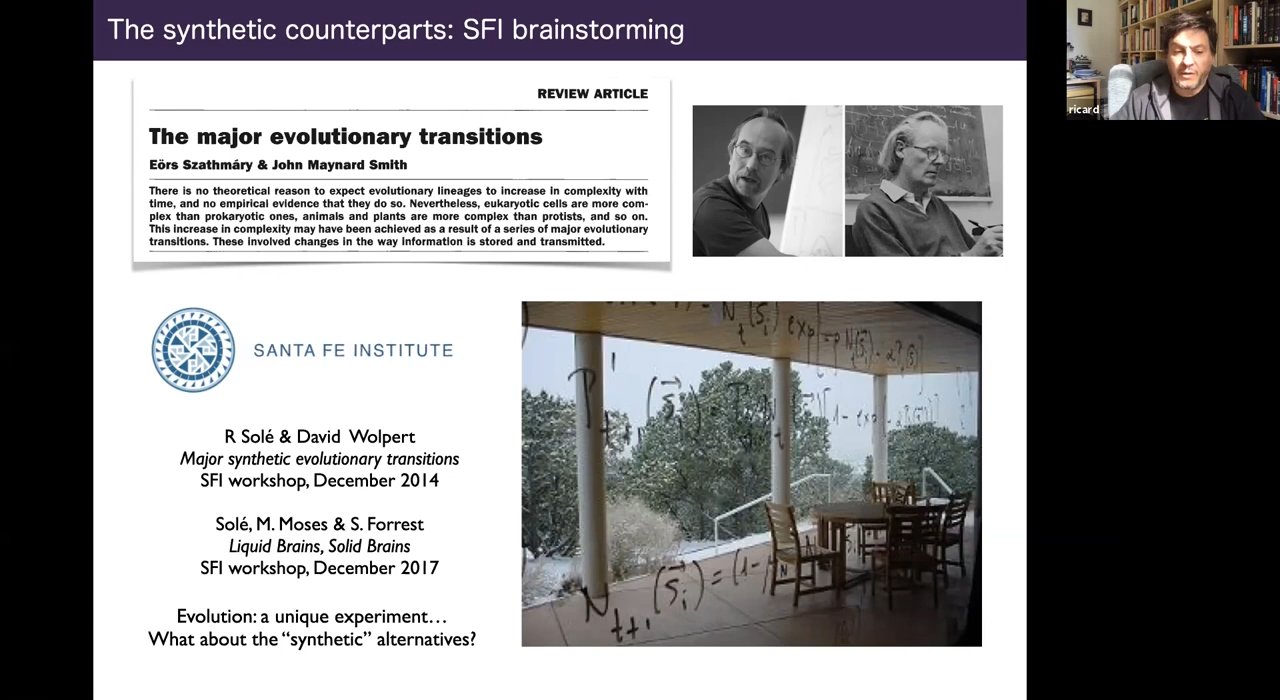 The synthetic counterparts: SFI brainstorming
ricard
REVIEW ARTICLE
The major evolutionary transitions
Eörs Szathmáry & John Maynard Smith
There is no theoretical reason to expect evolutionary lineages to increase in complexity with
time, and no empirical evidence that they do so. Nevertheless, eukaryotic cells are more com-
plex than prokaryotic ones, animals and plants are more complex than protists, and so on.
This increase in complexity may have been achieved as a result of a series of major evolutionary
transitions. These involved changes in the way information is stored and transmitted.
SANTA FE INSTITUTE
R Solé & David Wolpert
Major synthetic evolutionary transitions
SFI workshop, December 2014
Solé, M. Moses & S. Forrest
Liquid Brains, Solid Brains
SFI workshop, December 2017
Evolution: a unique experiment…
What about the “synthetic” alternatives?